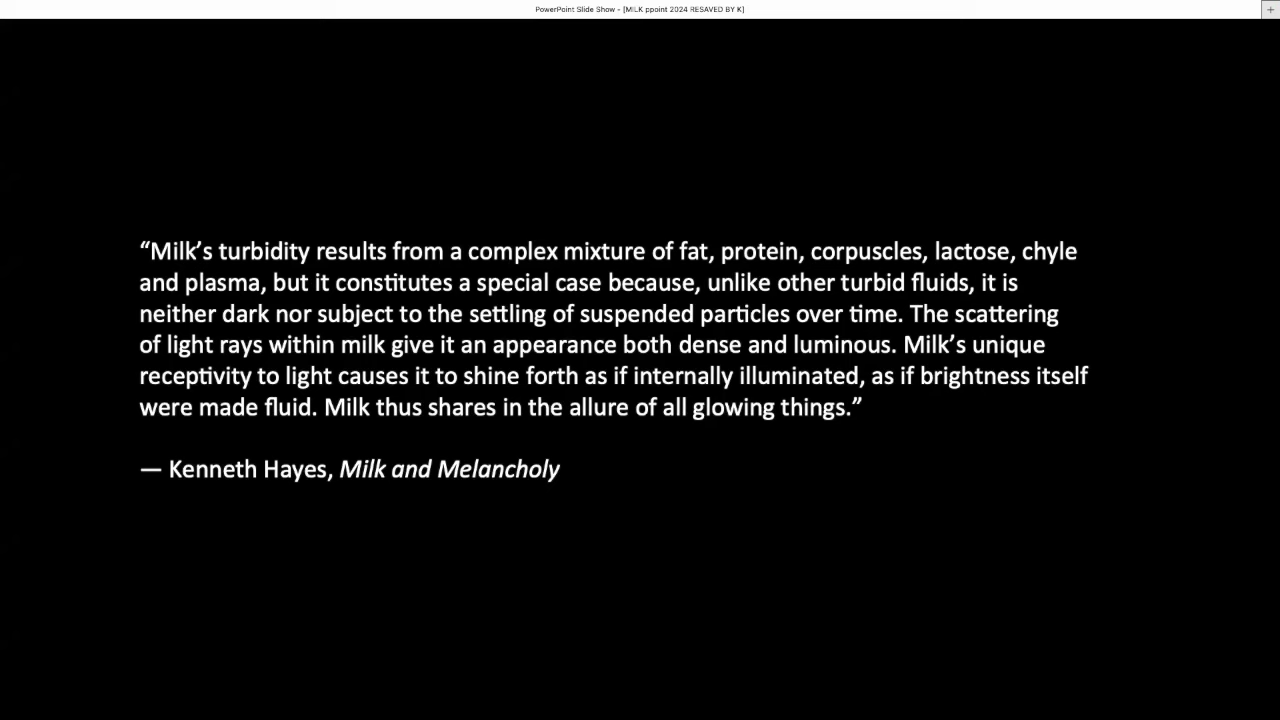 PowerPoint Slide Show - [MILK ppoint 2024 RESAVED BY K]
“Milk’s turbidity results from a complex mixture of fat, protein, corpuscles, lactose, chyle
and plasma, but it constitutes a special case because, unlike other turbid fluids, it is
neither dark nor subject to the settling of suspended particles over time. The scattering
of light rays within milk give it an appearance both dense and luminous. Milk’s unique
receptivity to light causes it to shine forth as if internally illuminated, as if brightness itself
were made fluid. Milk thus shares in the allure of all glowing things.”
— Kenneth Hayes, Milk and Melancholy